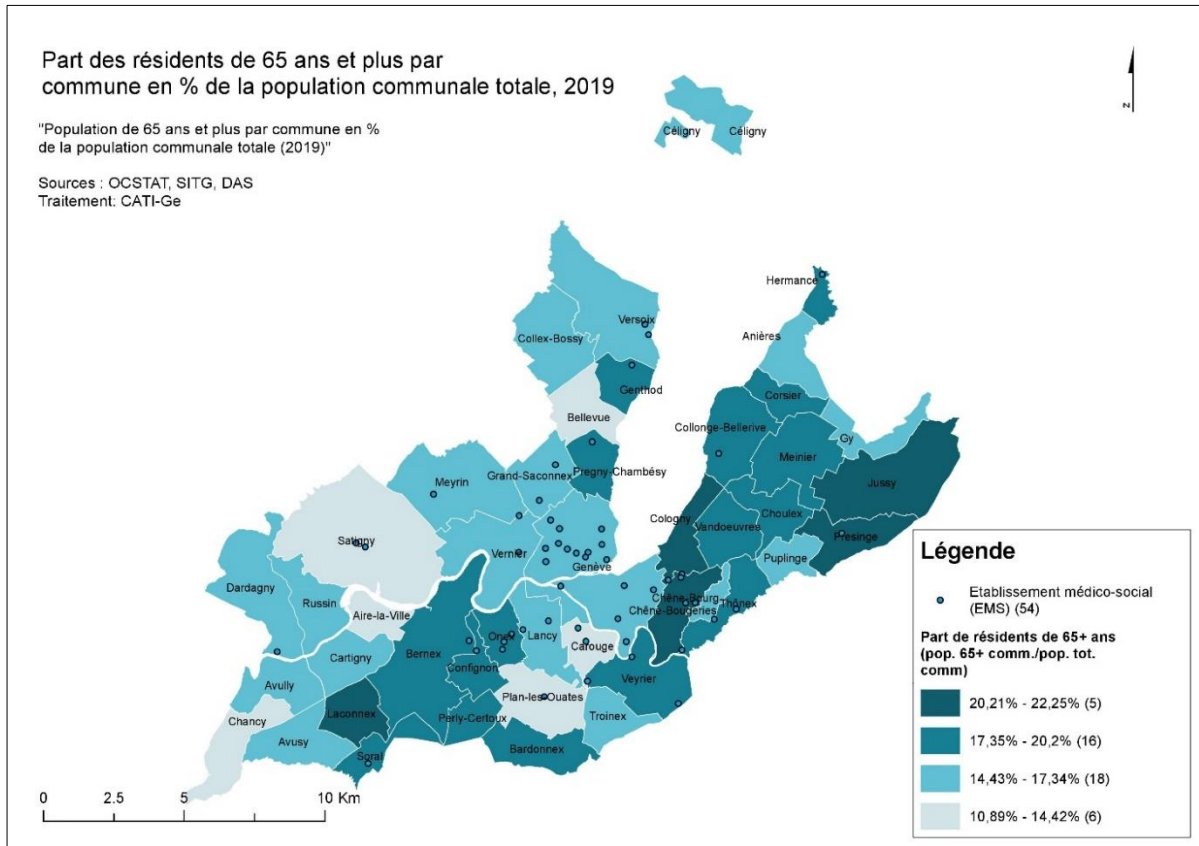 Part des résidents de 65 ans et plus par
commune en % de la population communale totale, 2019
"Population de 65 ans et plus par commune en %
de la population communale totale (2019)"
Sources : OCSTAT, SITG, DAS
Traitement: CATI-Ge
N
Céligny
Céligny
Hermance
Versoix
Anières
Collex-Bossy
Genthod
Corsier
Bellevue
Collonge-Bellerive
Gy
Meinier
Pregny-Chambésy
Grand-Saconnex
Meyrin
Jussy
Choulex
Cologny
Vandoeuvres
Presinge
Satigny
Vernier
Puplinge
Genève
Dardagny
Chêne-Bourg
Thônex
Russin
Chêne-Bougeries
Aire-la-Ville
Onex
Lancy
Carouge
Bernex
Cartigny
Confignon
Veyrier
Avully
Plan-les-Ouates
Laconnex
Perly-Certoux
Troinex
Chancy
Avusy
Bardonnex
Soral
0 2.5 5 10 Km
Légende
Etablissement médico-social
(EMS) (54)
Part de résidents de 65+ ans
(pop. 65+ comm./pop. tot.
comm)
20,21% - 22,25% (5)
17,35% - 20,2% (16)
14,43% - 17,34% (18)
10,89% - 14,42% (6)